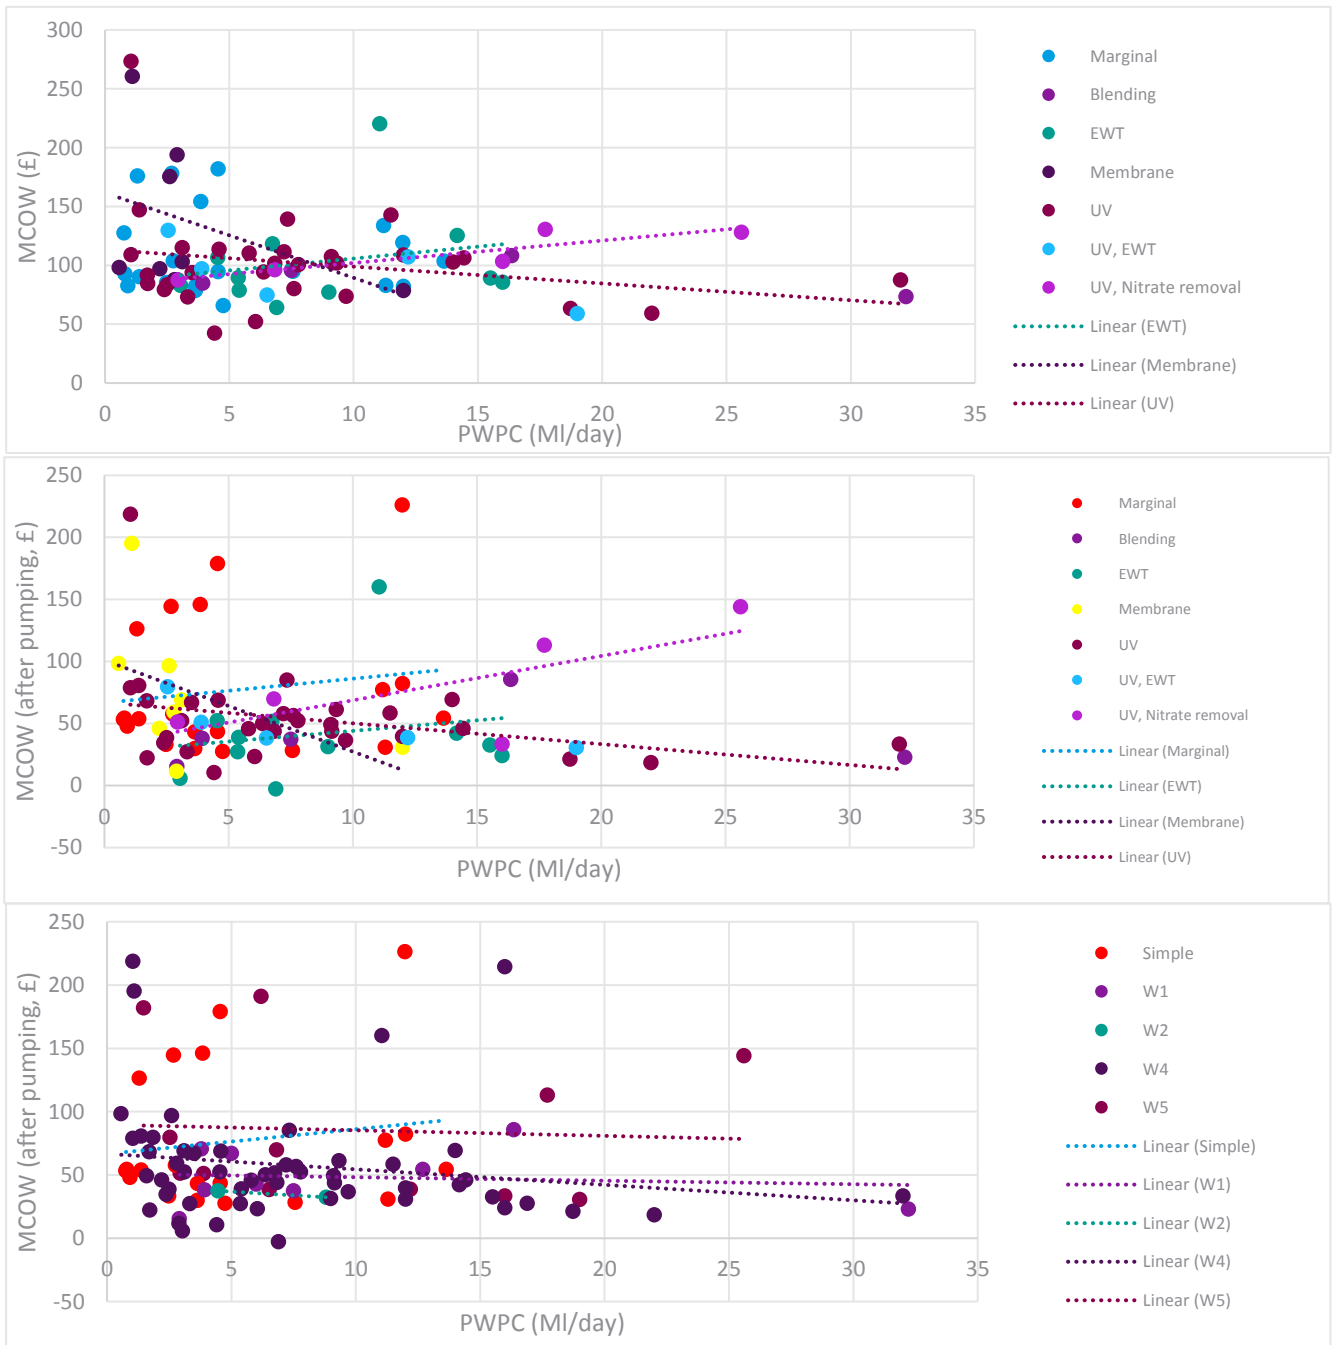 300
250
200
150
100
50
0
MCOW (£)
0 5 10 15 20 25 30 35
PWPC (Ml/day)
Marginal
Blending
EWT
Membrane
UV
UV, EWT
UV, Nitrate removal
Linear (EWT)
Linear (Membrane)
Linear (UV)
250
200
150
100
50
0
-50
MCOW (after pumping, £)
0 5 10 15 20 25 30 35
PWPC (Ml/day)
Marginal
Blending
EWT
Membrane
UV
UV, EWT
UV, Nitrate removal
Linear (Marginal)
Linear (EWT)
Linear (Membrane)
Linear (UV)
250
200
150
100
50
0
-50
MCOW (after pumping, £)
0 5 10 15 20 25 30 35
PWPC (Ml/day)
Simple
W1
W2
W4
W5
Linear (Simple)
Linear (W1)
Linear (W2)
Linear (W4)
Linear (W5)